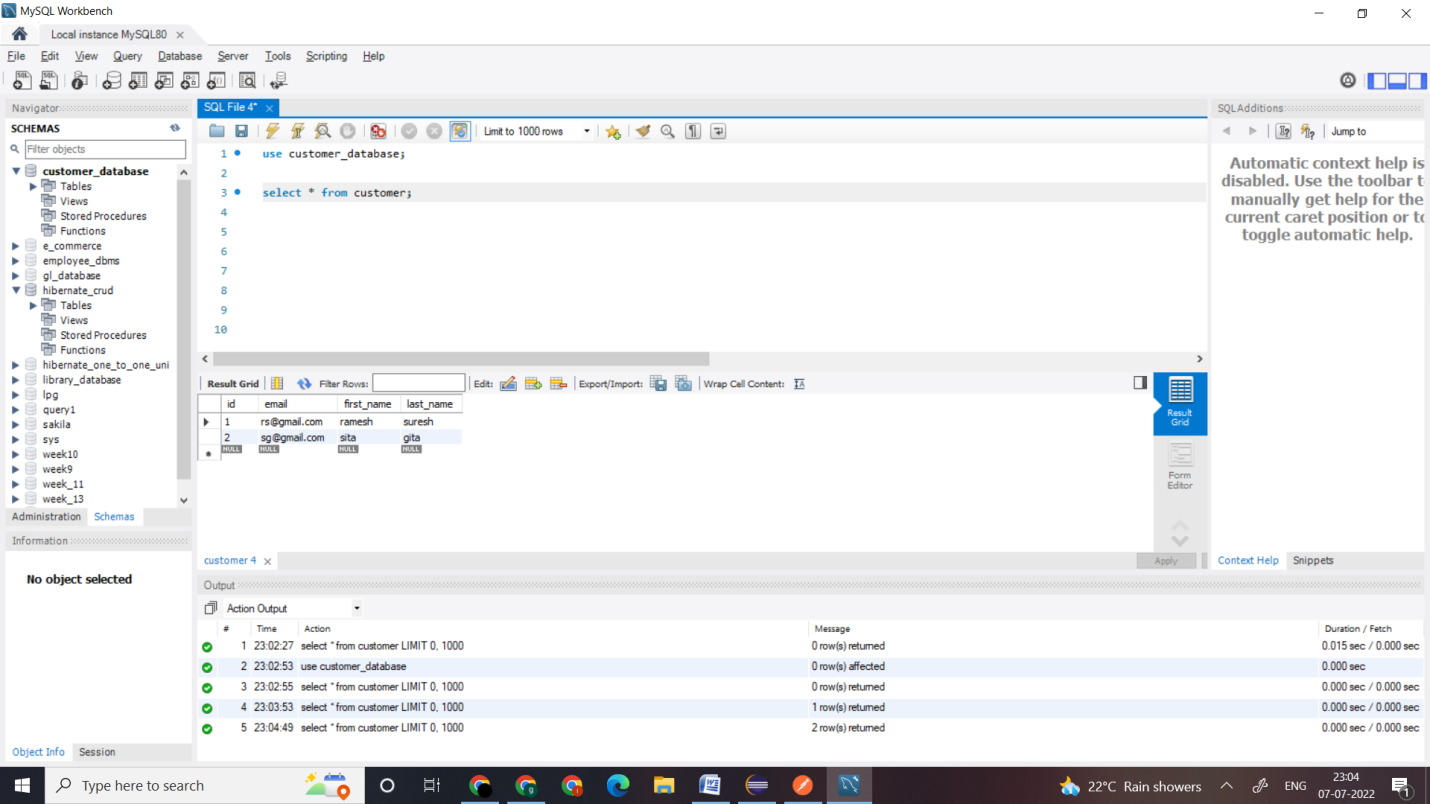 MySQL Workbench
Local instance MySQL80
File Edit View Query Database Server Tools Scripting Help
Navigator
SCHEMAS
Filter objects
customer_database
Tables
Views
Stored Procedures
Functions
e_commerce
employee_dbms
gl_database
hibernate_crud
Tables
Views
Stored Procedures
Functions
hibernate_one_to_one_uni
library_database
lpg
query1
sakila
sys
week10
week9
week_11
week_13
Administration Schemas
Information
No object selected
Object Info Session
SQL File 4*
Limit to 1000 rows
1 use customer_database;
2
3 select * from customer;
4
5
6
7
8
9
10
Result Grid Filter Rows: Edit: Export/Import: Wrap Cell Content:
id email first_name last_name
1 rs@gmail.com ramesh suresh
2 sg@gmail.com sita gita
NULL NULL NULL NULL
Result Grid
Form Editor
customer 4
Apply
SQLAdditions
Jump to
Automatic context help is
disabled. Use the toolbar t
manually get help for the
current caret position or to
toggle automatic help.
Context Help Snippets
Output
Action Output
# Time Action Message Duration / Fetch
1 23:02:27 select * from customer LIMIT 0, 1000 0 row(s) returned 0.015 sec / 0.000 sec
2 23:02:53 use customer_database 0 row(s) affected 0.000 sec
3 23:02:55 select * from customer LIMIT 0, 1000 0 row(s) returned 0.000 sec / 0.000 sec
4 23:03:53 select * from customer LIMIT 0, 1000 1 row(s) returned 0.000 sec / 0.000 sec
5 23:04:49 select * from customer LIMIT 0, 1000 2 row(s) returned 0.000 sec / 0.000 sec
Type here to search
22°C Rain showers
ENG
23:04
07-07-2022
1